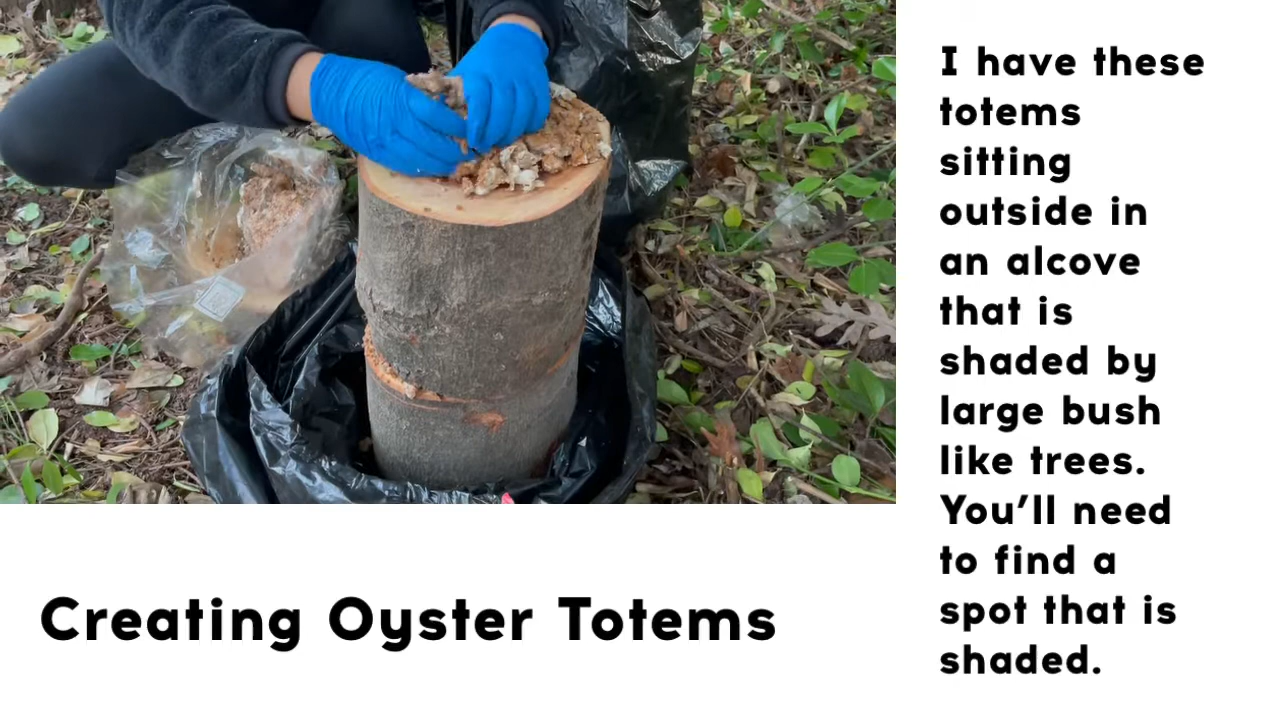 I have these
totems
sitting
outside in
an alcove
that is
shaded by
large bush
like trees.
You’ll need
to find a
spot that is
shaded.
Creating Oyster Totems